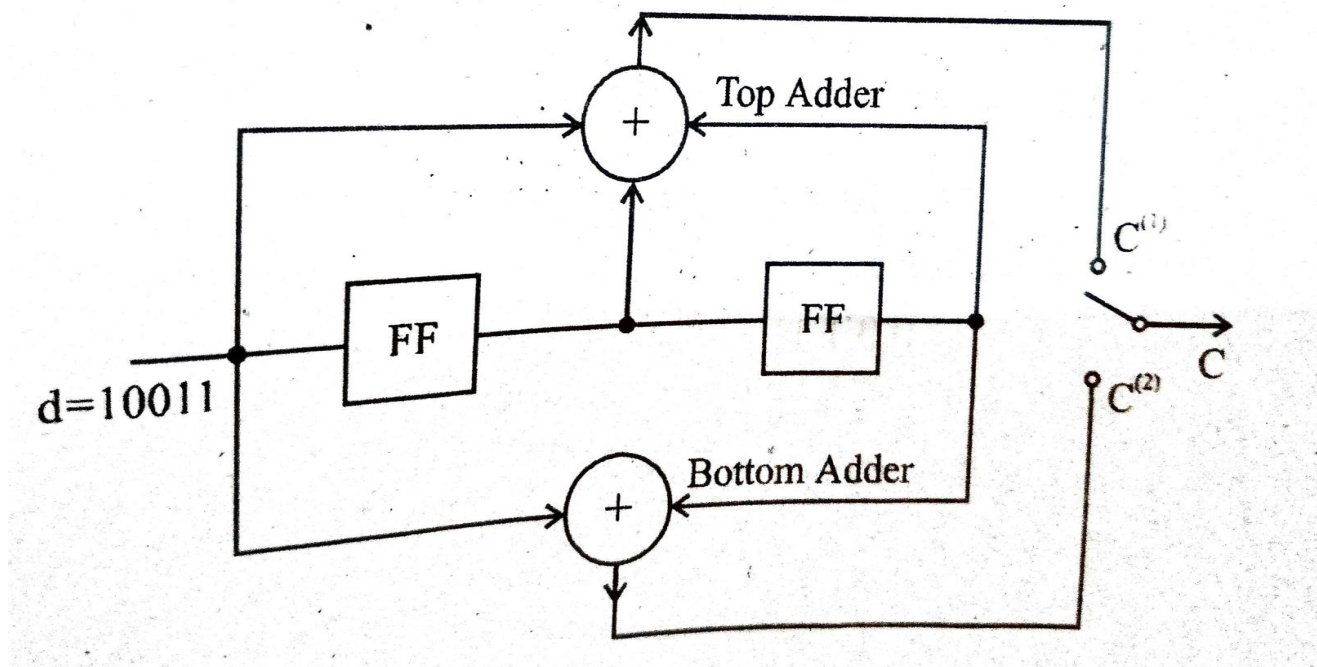 +
Top Adder
C⁽¹⁾
FF
FF
d=10011
C
C⁽²⁾
Bottom Adder
+